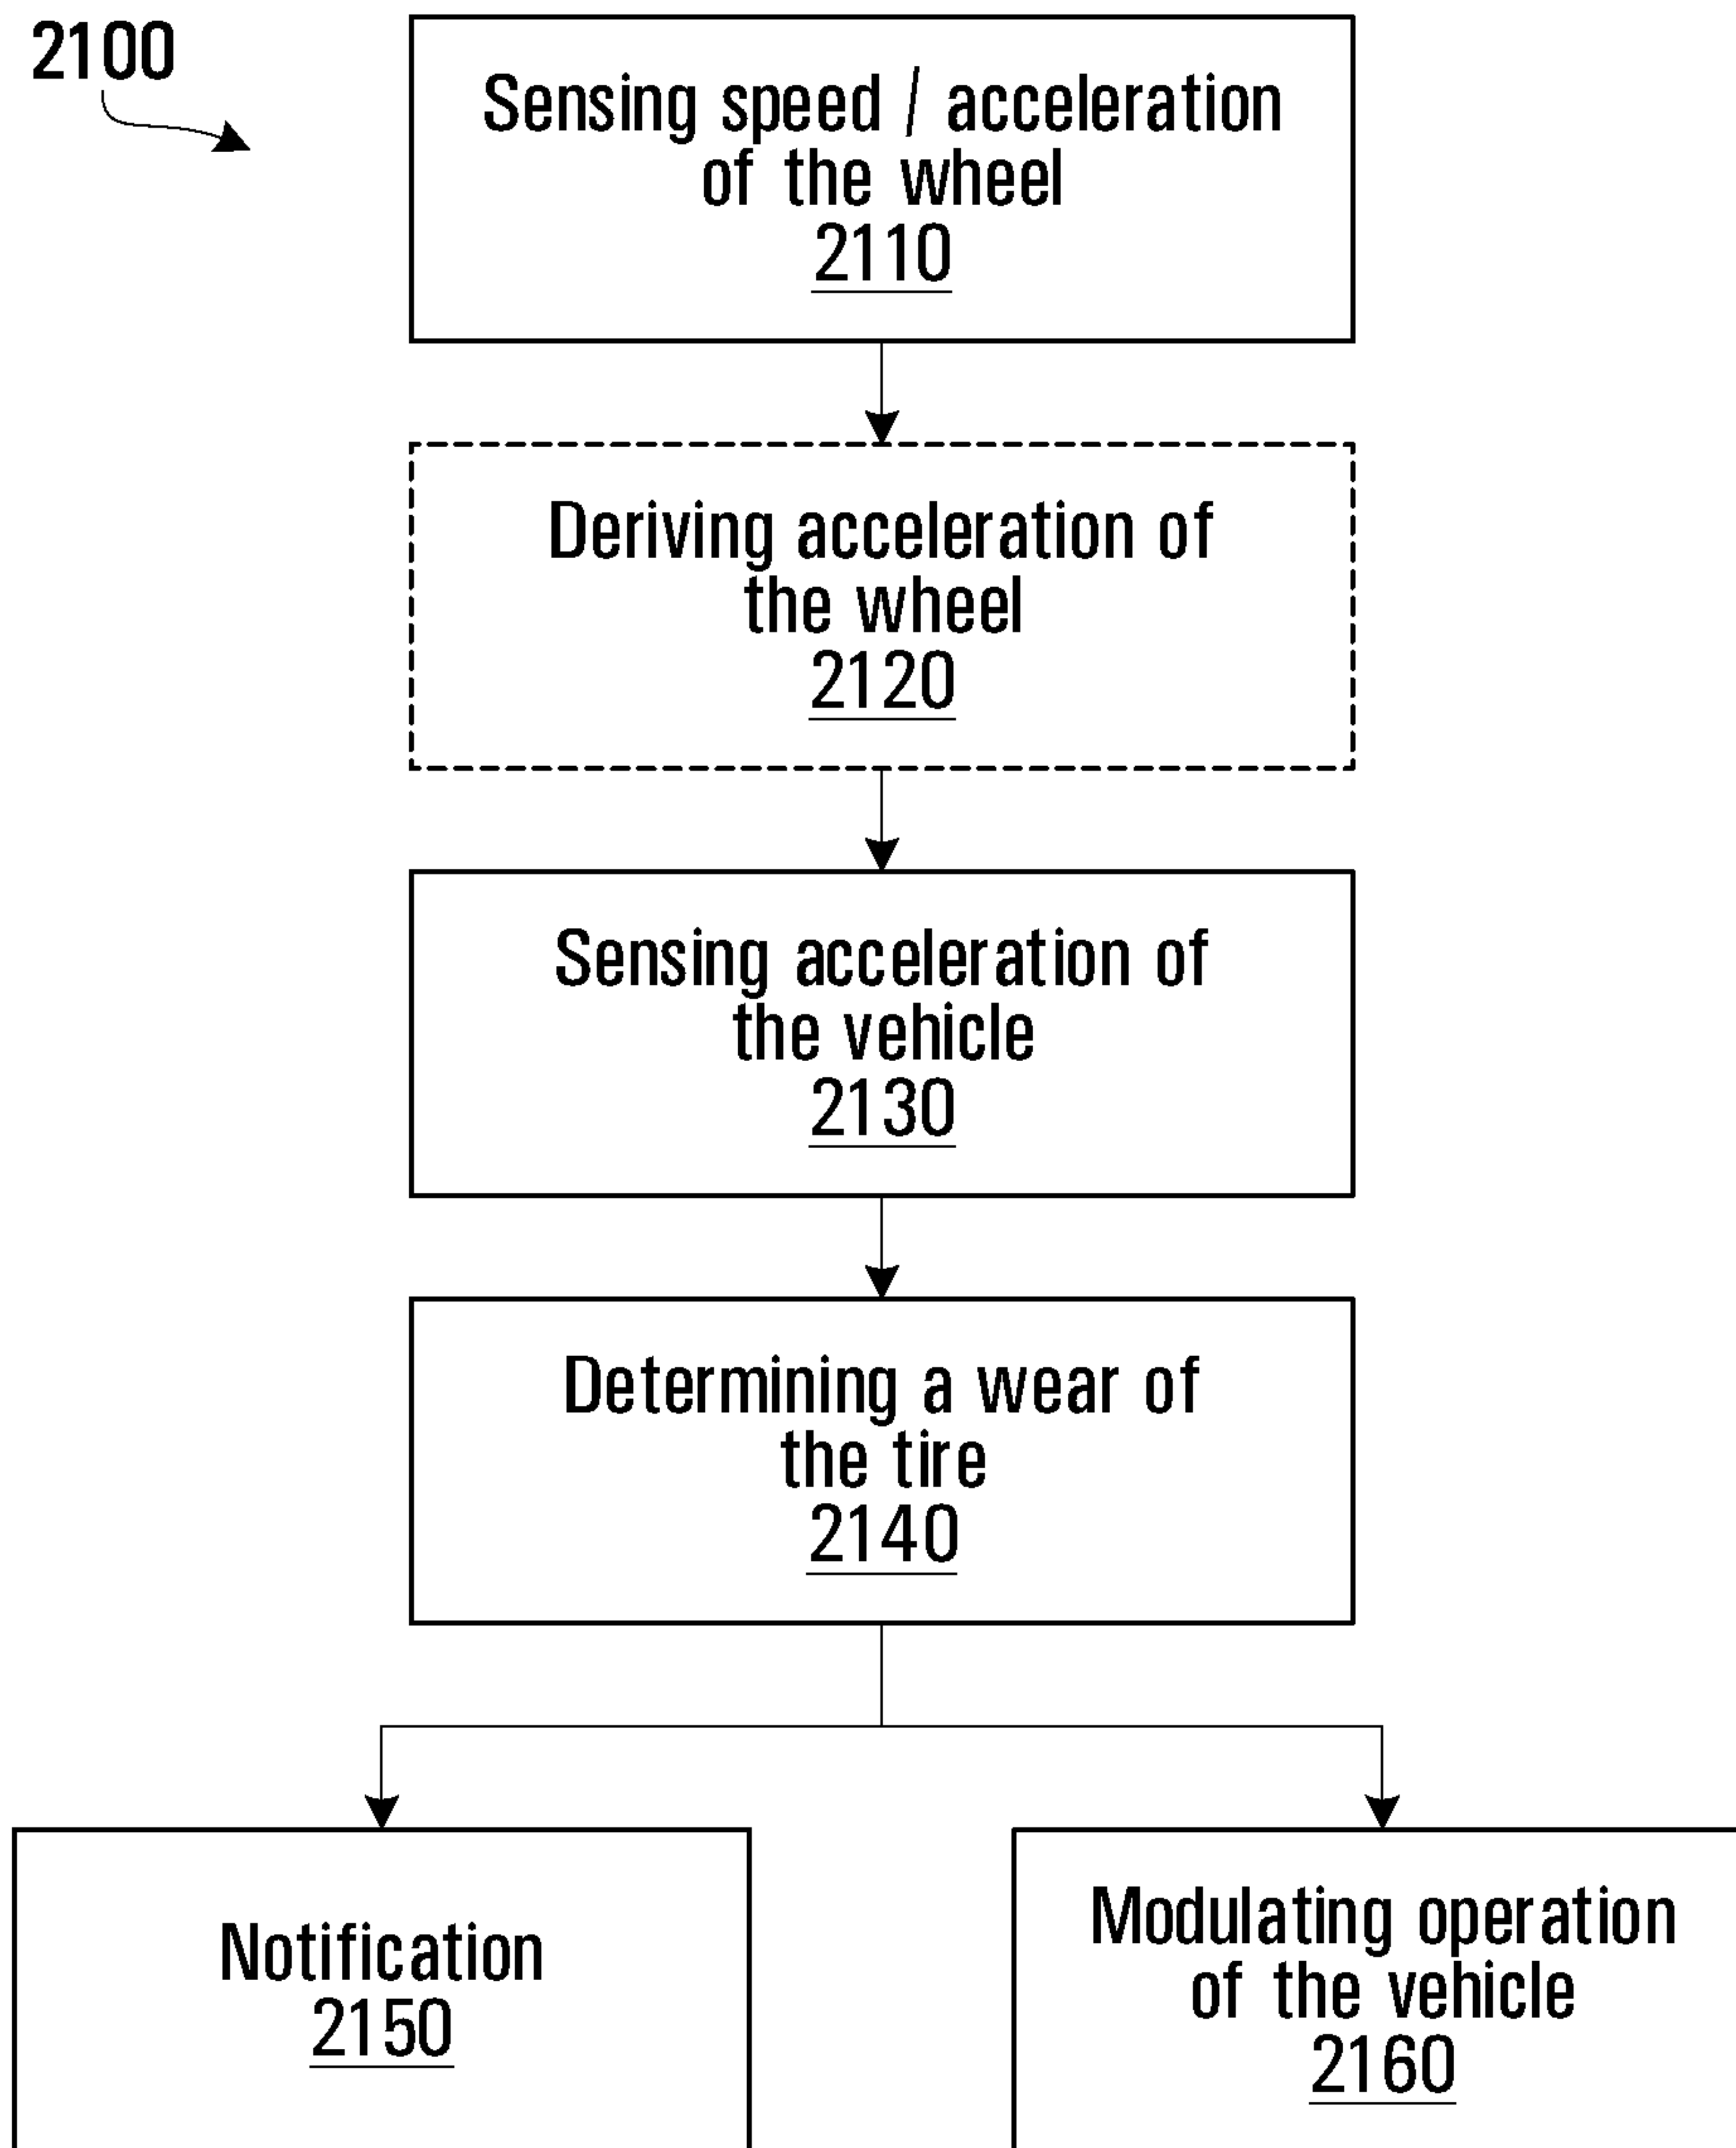 2100
Sensing speed / acceleration
of the wheel
2110
Deriving acceleration of
the wheel
2120
Sensing acceleration of
the vehicle
2130
Determining a wear of
the tire
2140
Notification
2150
Modulating operation
of the vehicle
2160